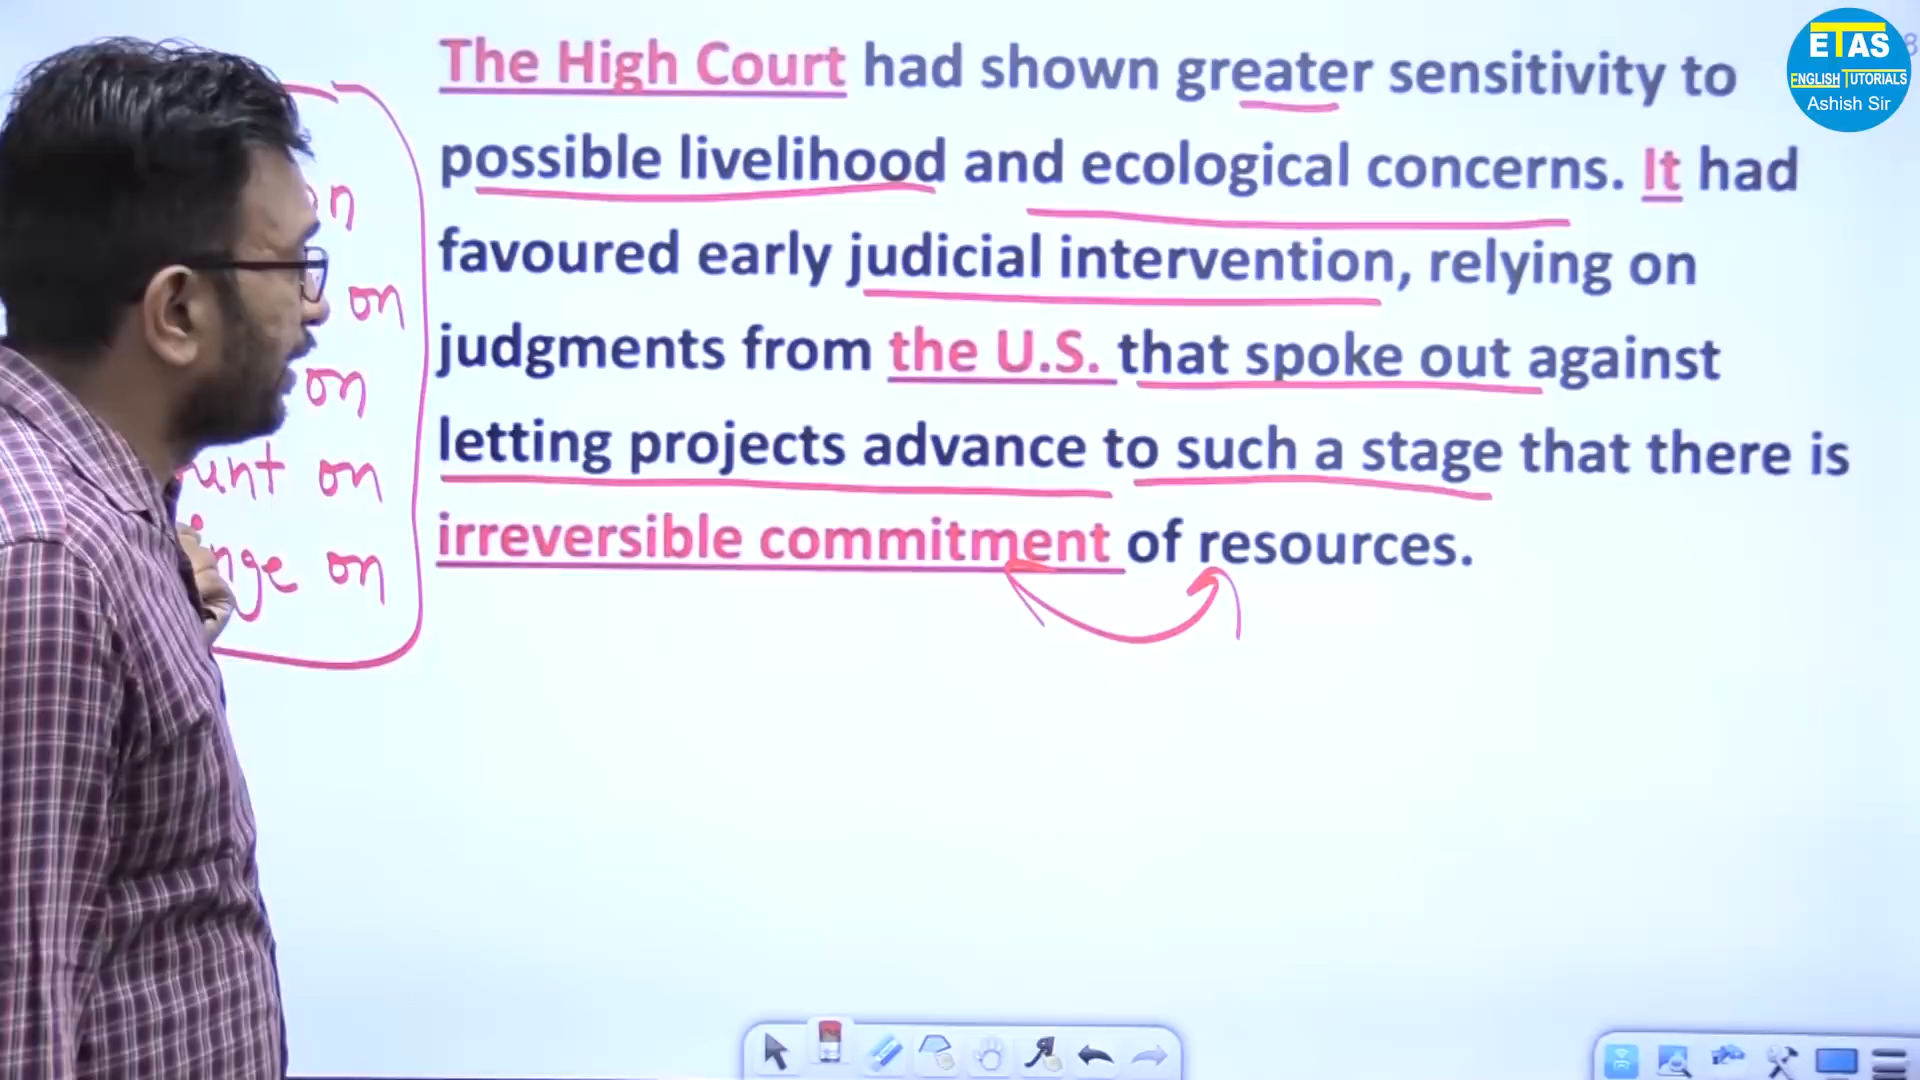 The High Court had shown greater sensitivity to
possible livelihood and ecological concerns. It had
favoured early judicial intervention, relying on
judgments from the U.S. that spoke out against
letting projects advance to such a stage that there is
irreversible commitment of resources.
on
on
on
on
ETAS
ENGLISH TUTORIALS
Ashish Sir